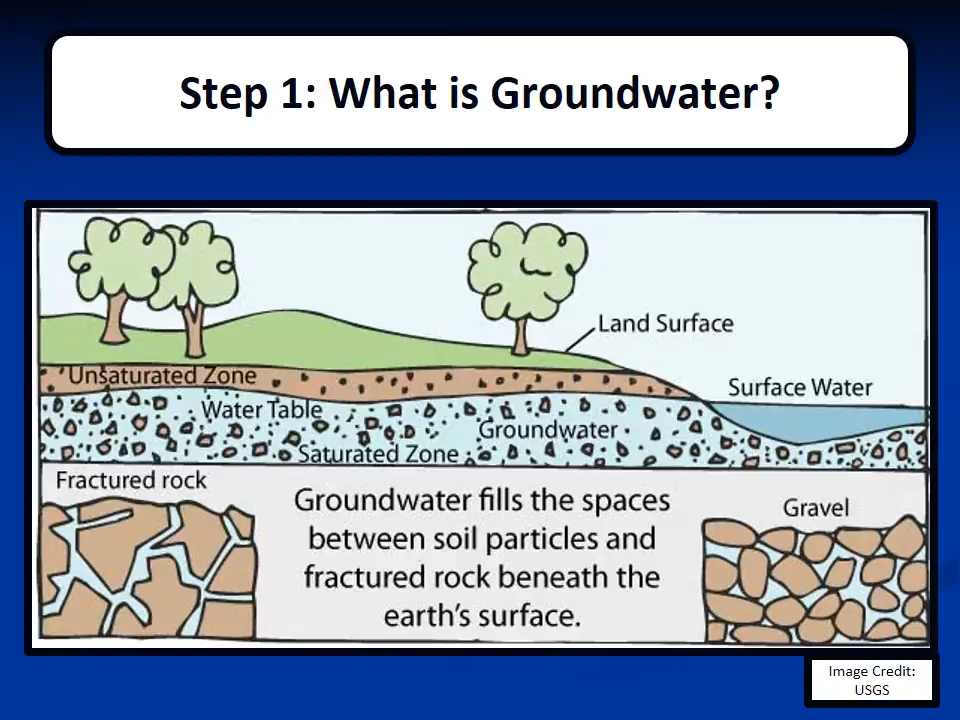 Step 1: What is Groundwater?
Land Surface
Unsaturated Zone
Surface Water
Water Table
Groundwater
Saturated Zone
Fractured rock
Groundwater fills the spaces
between soil particles and
fractured rock beneath the
earth's surface.
Gravel
Image Credit:
USGS